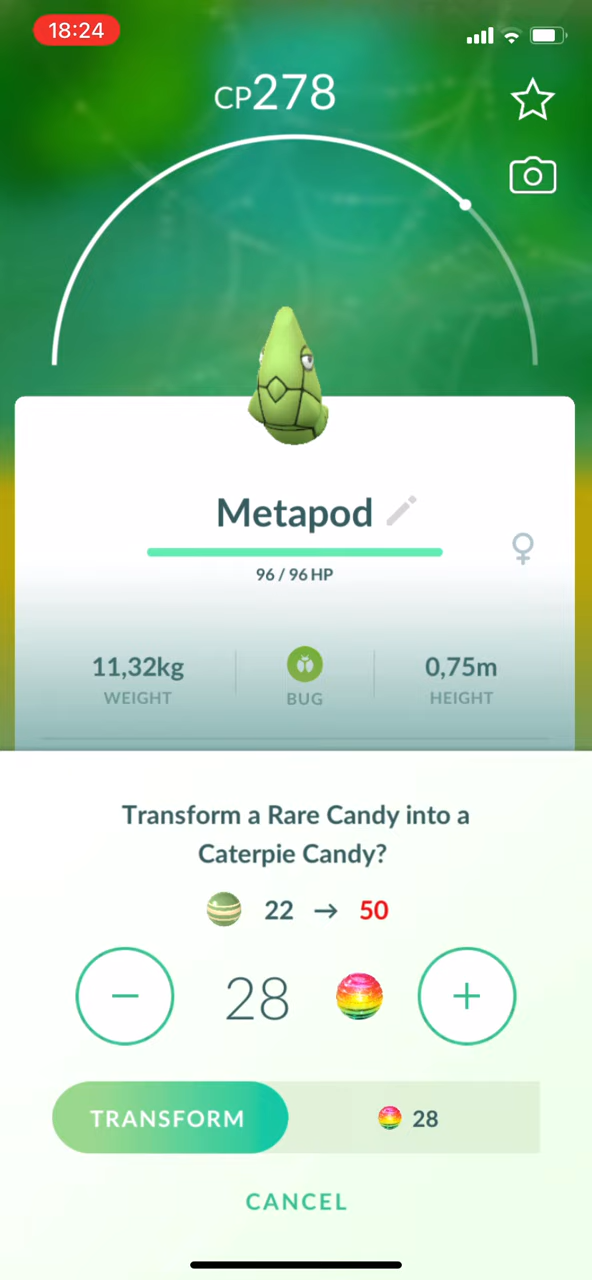 18:24
CP278
Metapod
96 / 96 HP
11,32kg
WEIGHT
BUG
0,75m
HEIGHT
Transform a Rare Candy into a
Caterpie Candy?
22 → 50
28
TRANSFORM
28
CANCEL